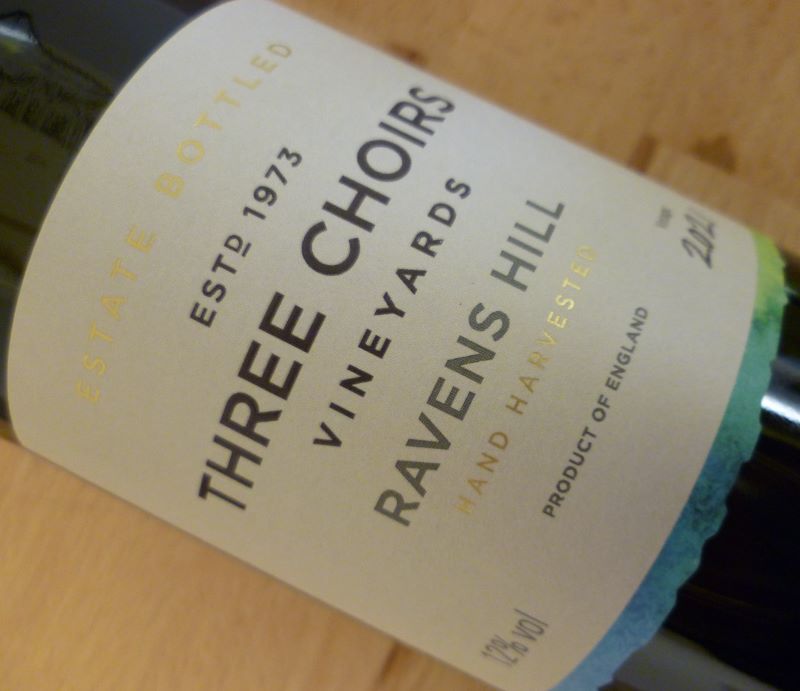 ESTATE BOTTLED
ESTD 1973
THREE CHOIRS
VINEYARDS
RAVENS HILL
HAND HARVESTED
PRODUCT OF ENGLAND
12% vol